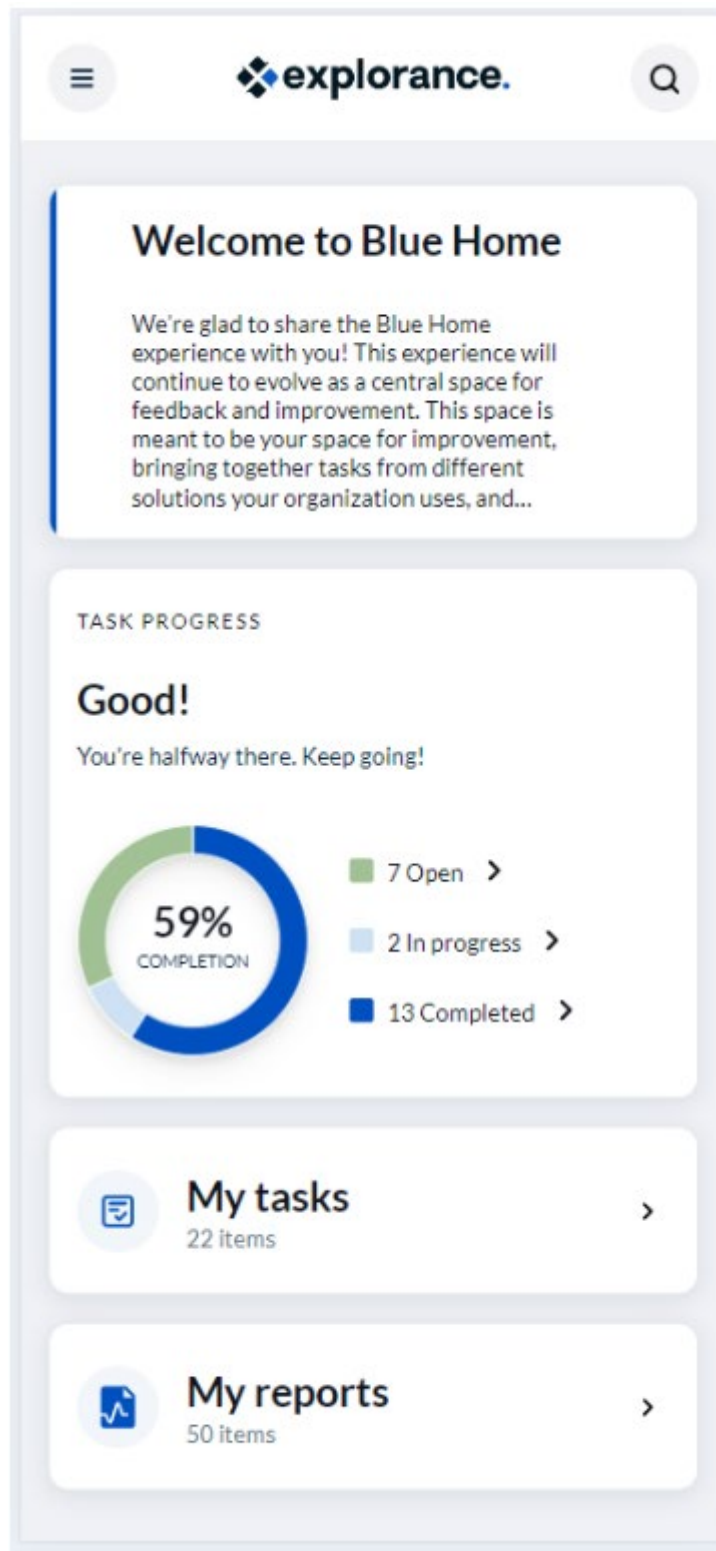 explorance.
Welcome to Blue Home
We're glad to share the Blue Home
experience with you! This experience will
continue to evolve as a central space for
feedback and improvement. This space is
meant to be your space for improvement,
bringing together tasks from different
solutions your organization uses, and...
TASK PROGRESS
Good!
You're halfway there. Keep going!
59%
COMPLETION
7 Open
2 In progress
13 Completed
My tasks
22 items
My reports
50 items